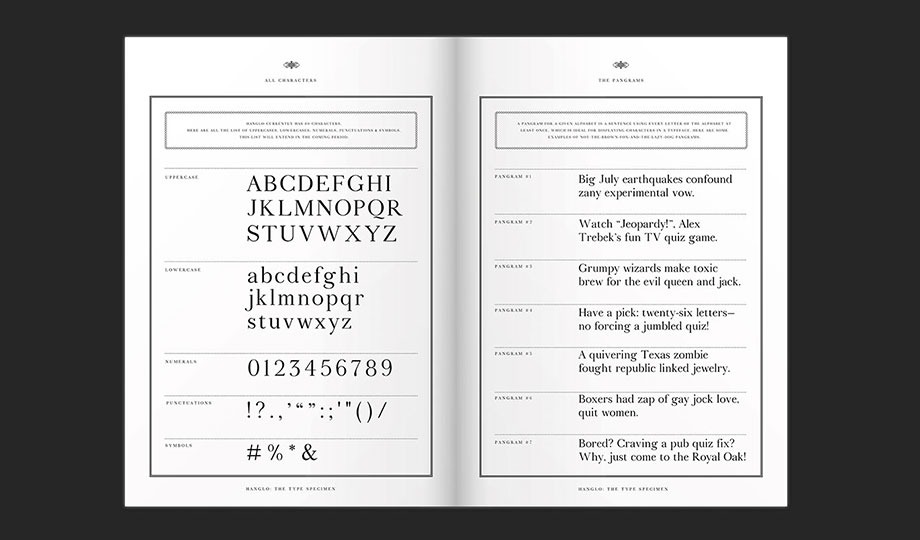 ALL CHARACTERS
HANGLO CURRENTLY HAS 89 CHARACTERS.
HERE ARE ALL THE LIST OF UPPERCASES, LOWERCASES, NUMERALS, PUNCTUATIONS & SYMBOLS.
THIS LIST WILL EXTEND IN THE COMING PERIOD.
UPPERCASE
ABCDEFGHI
JKLMNOPQR
STUVWXYZ
LOWERCASE
abcdefghi
jklmnopqr
stuvwxyz
NUMERALS
0123456789
PUNCTUATIONS
!?.,’“”:;'"()/
SYMBOLS
#%*&
HANGLO: THE TYPE SPECIMEN
THE PANGRAMS
A PANGRAM FOR A GIVEN ALPHABET IS A SENTENCE USING EVERY LETTER OF THE ALPHABET AT
LEAST ONCE, WHICH IS IDEAL FOR DISPLAYING CHARACTERS IN A TYPEFACE. HERE ARE SOME
EXAMPLES OF NOT-THE-BROWN-FOX-AND-THE-LAZY-DOG PANGRAMS.
PANGRAM #1
Big July earthquakes confound
zany experimental vow.
PANGRAM #2
Watch “Jeopardy!”, Alex
Trebek’s fun TV quiz game.
PANGRAM #3
Grumpy wizards make toxic
brew for the evil queen and jack.
PANGRAM #4
Have a pick: twenty-six letters—
no forcing a jumbled quiz!
PANGRAM #5
A quivering Texas zombie
fought republic linked jewelry.
PANGRAM #6
Boxers had zap of gay jock love,
quit women.
PANGRAM #7
Bored? Craving a pub quiz fix?
Why, just come to the Royal Oak!
HANGLO: THE TYPE SPECIMEN